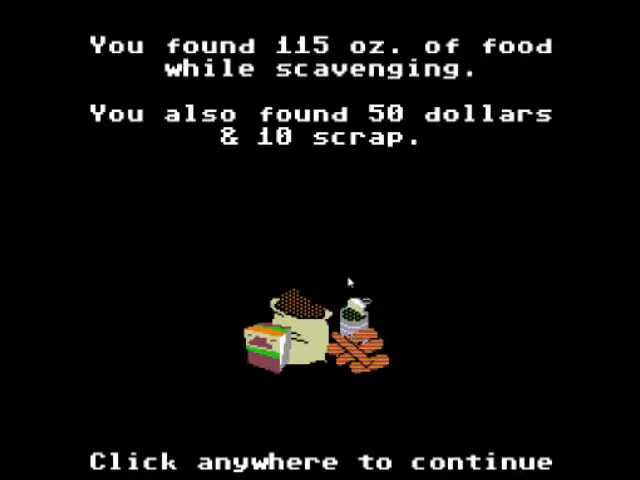 You found 115 oz. of food
while scavenging.
You also found 50 dollars
& 10 scrap.
Click anywhere to continue